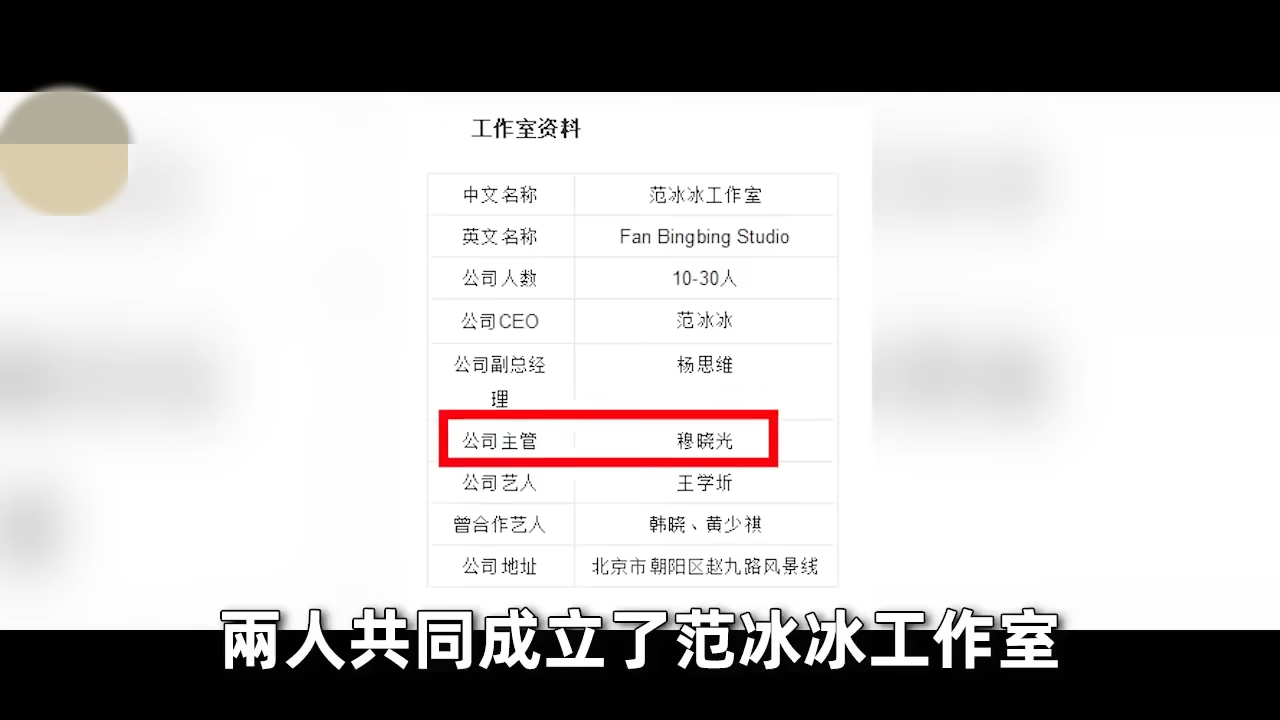 工作室资料
中文名称 范冰冰工作室
英文名称 Fan Bingbing Studio
公司人数 10-30人
公司CEO 范冰冰
公司副总经理 杨思维
公司主管 穆晓光
公司艺人 王学圻
曾合作艺人 韩晓、黄少祺
公司地址 北京市朝阳区赵九路风景线
兩人共同成立了范冰冰工作室